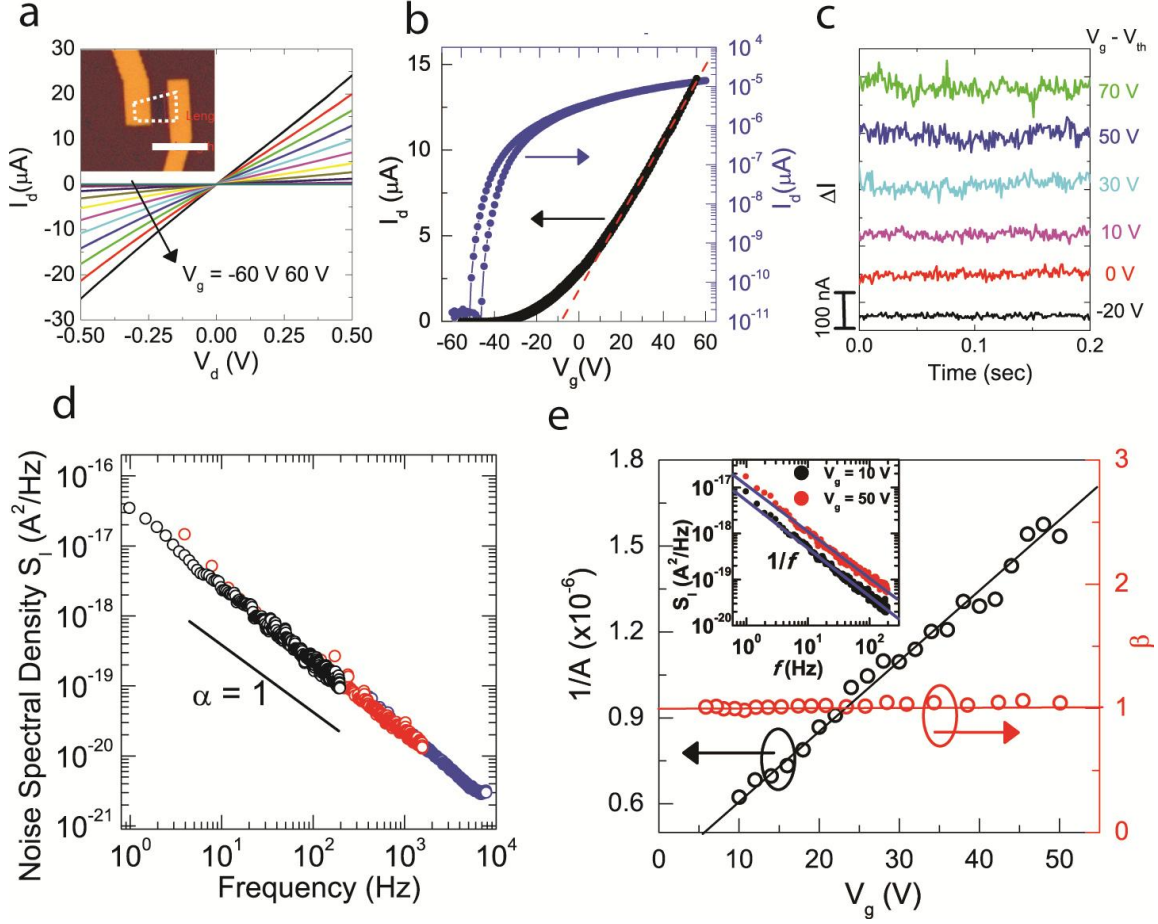 a
30
20
10
0
-10
-20
-30
I_d(μA)
Leng
V_g = -60 V 60 V
-0.50 -0.25 0.00 0.25 0.50
V_d (V)
b
15
10
5
0
I_d (μA)
10^-4
10^-5
10^-6
10^-7
10^-8
10^-9
10^-10
10^-11
I_d(μA)
-60 -40 -20 0 20 40 60
V_g(V)
c
V_g - V_th
70 V
50 V
30 V
10 V
0 V
-20 V
ΔI
100 nA
0.0 0.1 0.2
Time (sec)
d
Noise Spectral Density S_I (A^2/Hz)
10^-16
10^-17
10^-18
10^-19
10^-20
10^-21
α = 1
10^0 10^1 10^2 10^3 10^4
Frequency (Hz)
e
1/A (x10^-6)
1.8
1.5
1.2
0.9
0.6
V_g = 10 V
V_g = 50 V
S_I (A^2/Hz)
10^-17
10^-18
10^-19
10^-20
1/f
10^0 10^1 10^2
f (Hz)
3
2
1
0
β
0 10 20 30 40 50
V_g (V)